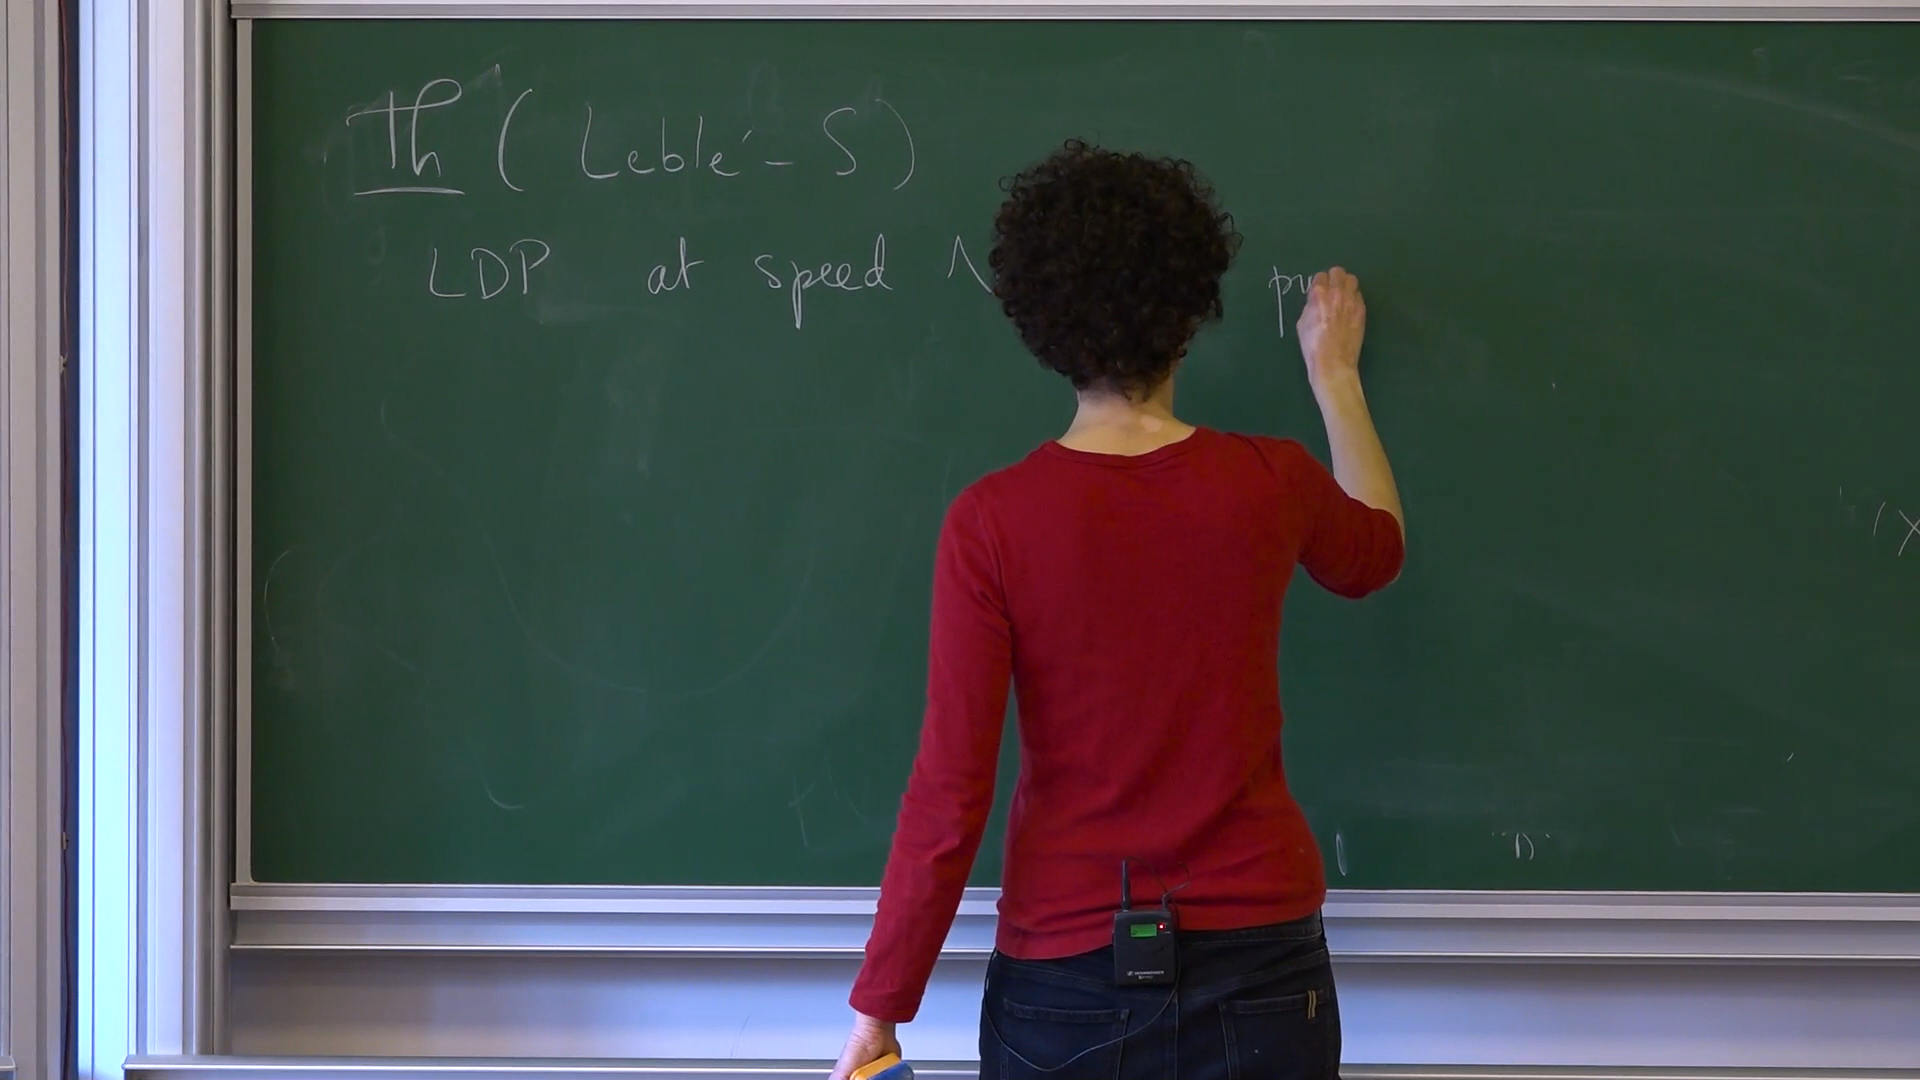 Th (Leblé-S)
LDP at speed N
(X